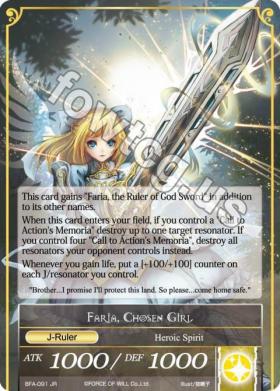 fow-tcg.us
This card gains "Faria, the Ruler of God Sword" in addition
to its other names.
When this card enters your field, if you control a "Call to
Action's Memoria" destroy up to one target resonator. If
you control four "Call to Action's Memoria", destroy all
resonators your opponent controls instead.
Whenever you gain life, put a [+100/+100] counter on
each J/resonator you control.
"Brother...I promise I'll protect this land. So please...come home safe."
Faria, Chosen Girl
J-Ruler
Heroic Spirit
ATK 1000 / DEF 1000
BFA-091 JR
©FORCE OF WILL Co.,Ltd.